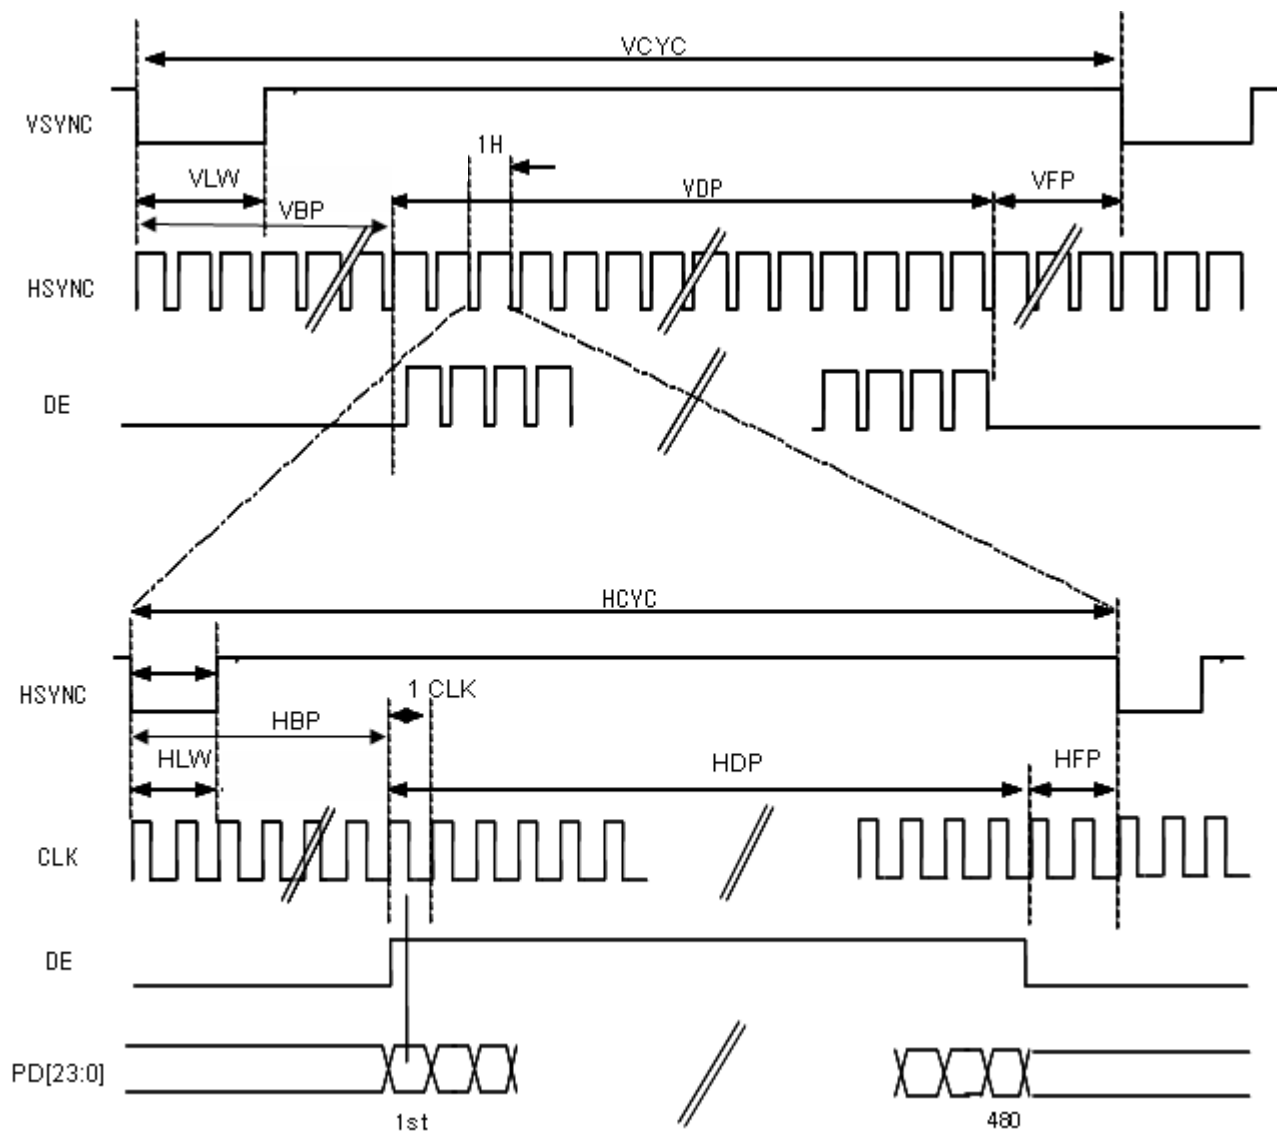 VCYC
VSYNC
1H
VLW
VDP
VFP
VBP
HSYNC
DE
HCYC
HSYNC
1 CLK
HBP
HLW
HDP
HFP
CLK
DE
PD[23:0]
1st
480